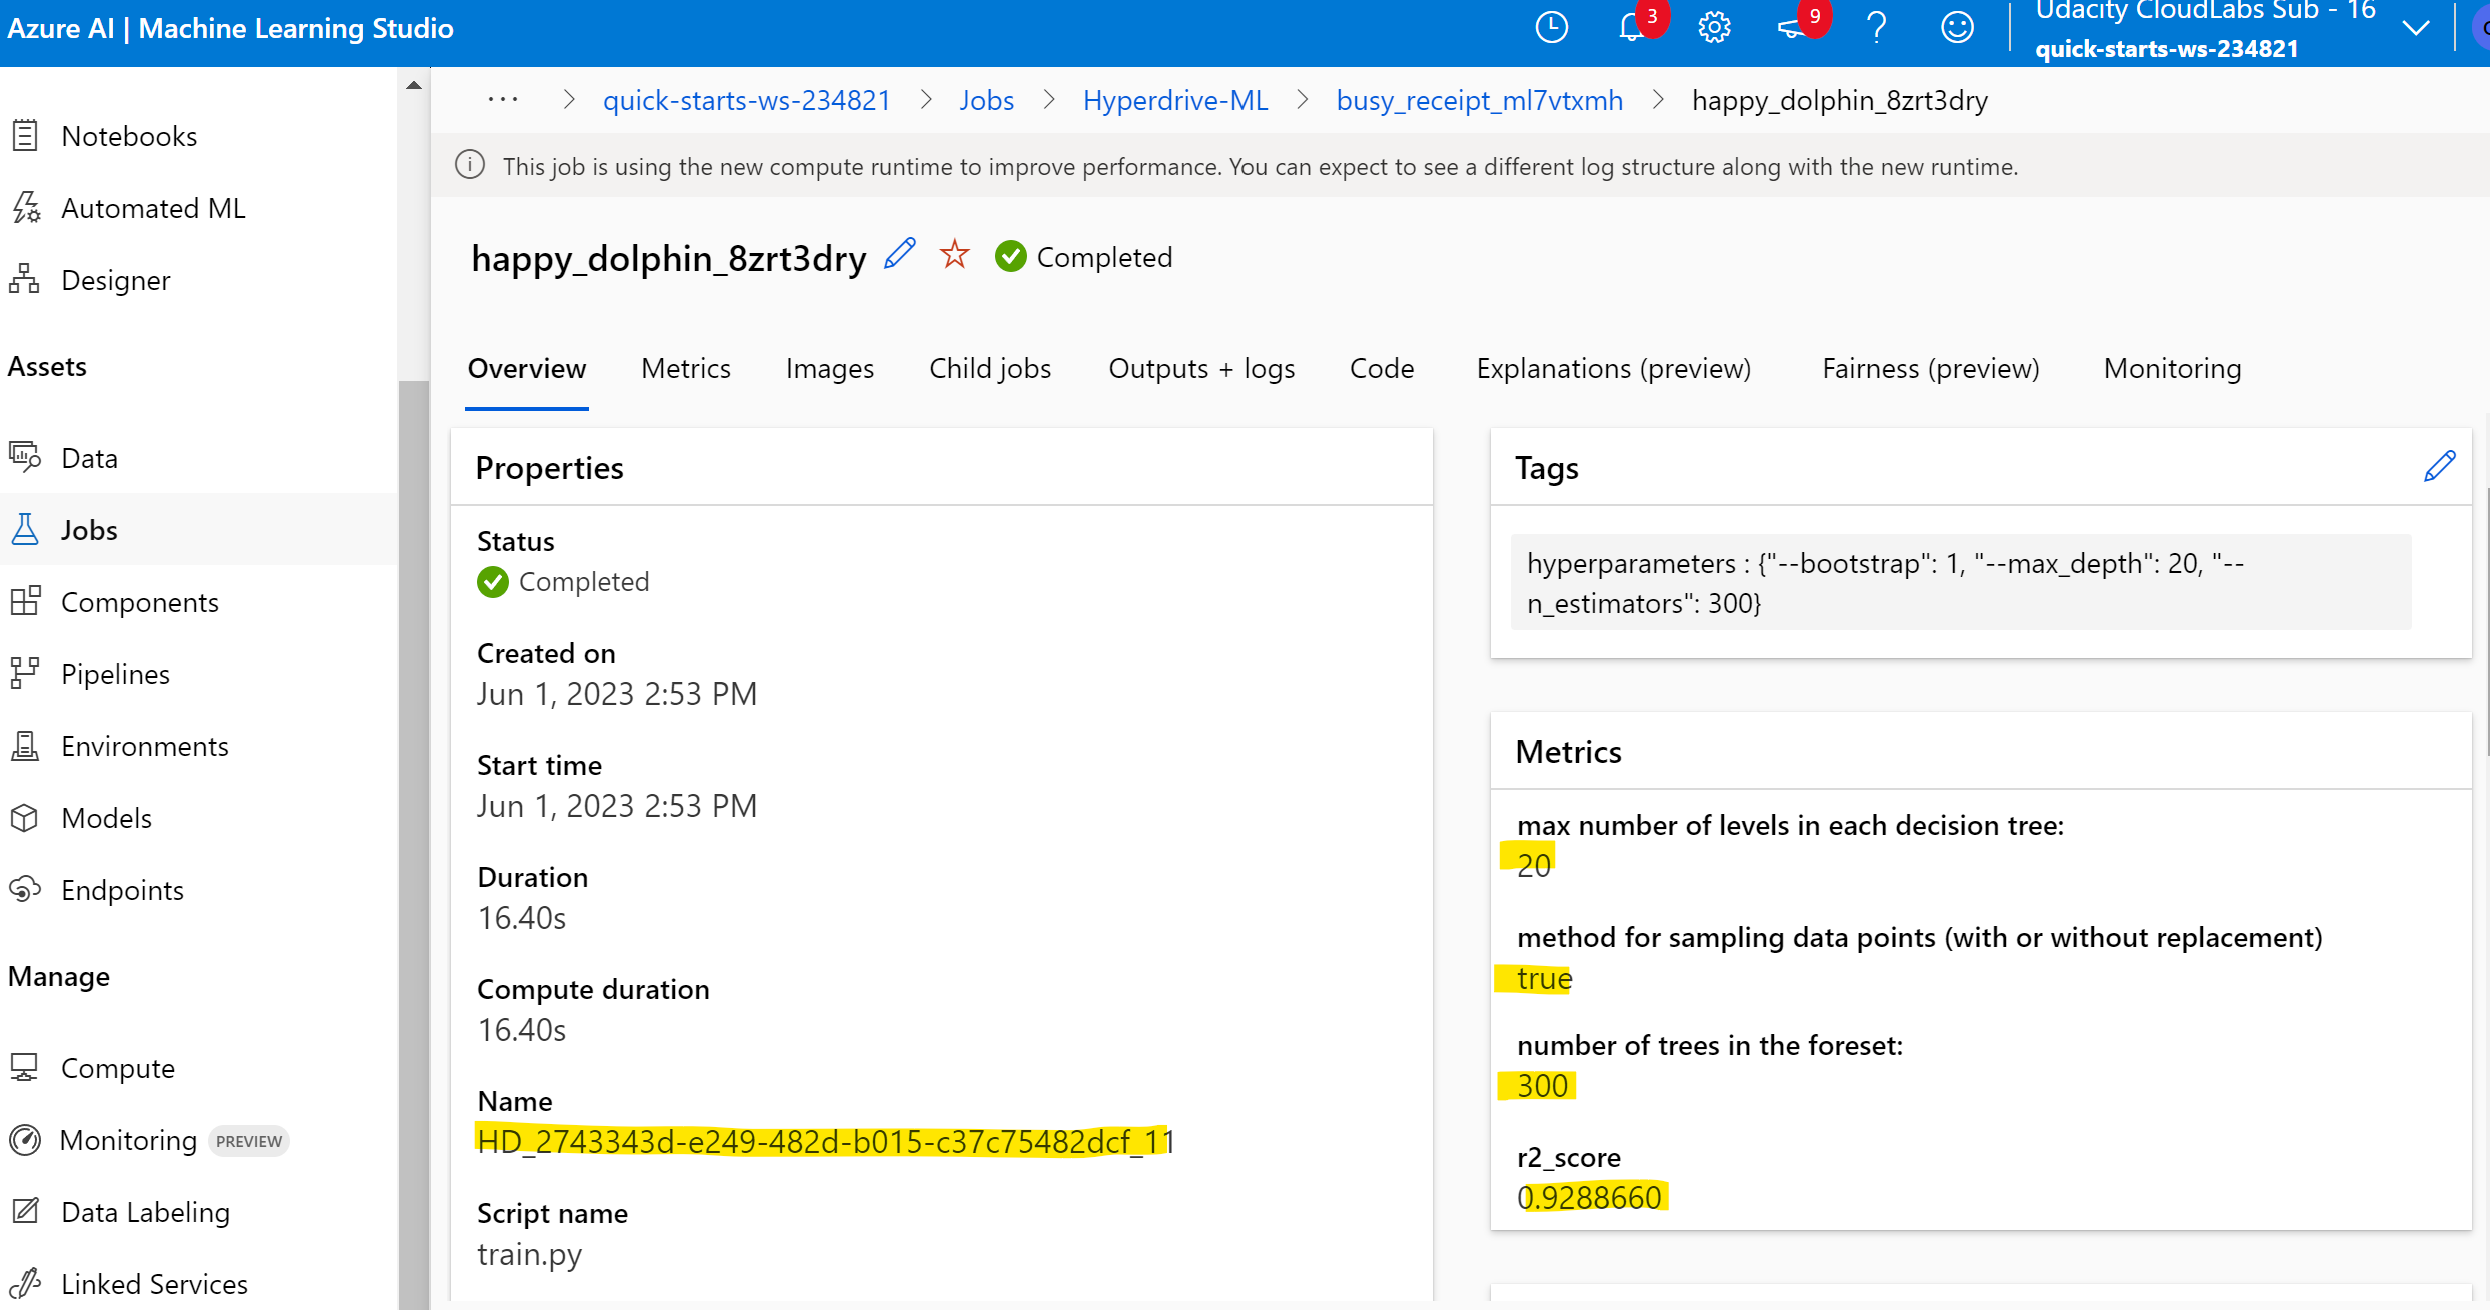 Azure AI | Machine Learning Studio
3
9
Udacity CloudLabs Sub - 16
quick-starts-ws-234821
Notebooks
Automated ML
Designer
Assets
Data
Jobs
Components
Pipelines
Environments
Models
Endpoints
Manage
Compute
Monitoring PREVIEW
Data Labeling
Linked Services
··· > quick-starts-ws-234821 > Jobs > Hyperdrive-ML > busy_receipt_ml7vtxmh > happy_dolphin_8zrt3dry
This job is using the new compute runtime to improve performance. You can expect to see a different log structure along with the new runtime.
happy_dolphin_8zrt3dry Completed
Overview Metrics Images Child jobs Outputs + logs Code Explanations (preview) Fairness (preview) Monitoring
Properties
Status
Completed
Created on
Jun 1, 2023 2:53 PM
Start time
Jun 1, 2023 2:53 PM
Duration
16.40s
Compute duration
16.40s
Name
HD_2743343d-e249-482d-b015-c37c75482dcf_11
Script name
train.py
Tags
hyperparameters : {"--bootstrap": 1, "--max_depth": 20, "--
n_estimators": 300}
Metrics
max number of levels in each decision tree:
20
method for sampling data points (with or without replacement)
true
number of trees in the foreset:
300
r2_score
0.9288660